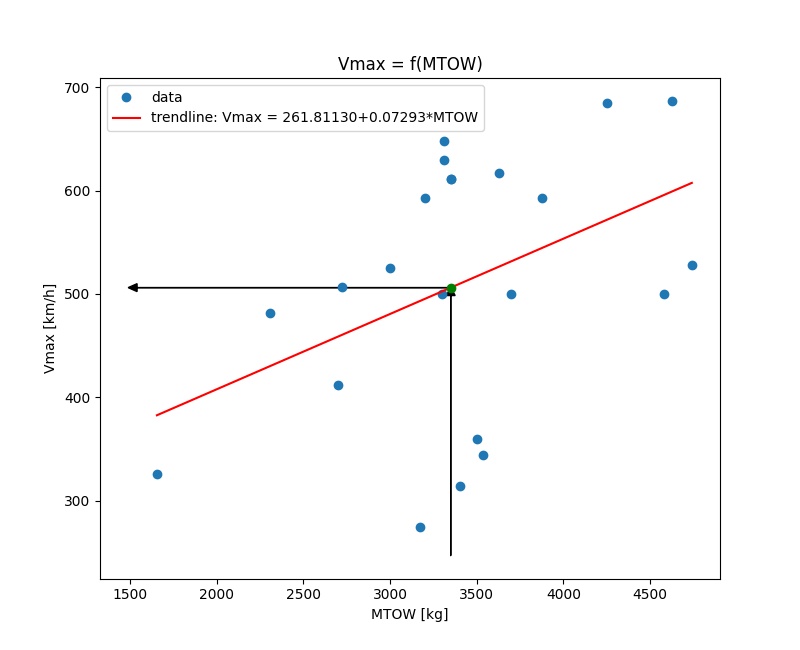 Vmax = f(MTOW)
data
trendline: Vmax = 261.81130+0.07293*MTOW
700
600
500
400
300
Vmax [km/h]
1500 2000 2500 3000 3500 4000 4500
MTOW [kg]